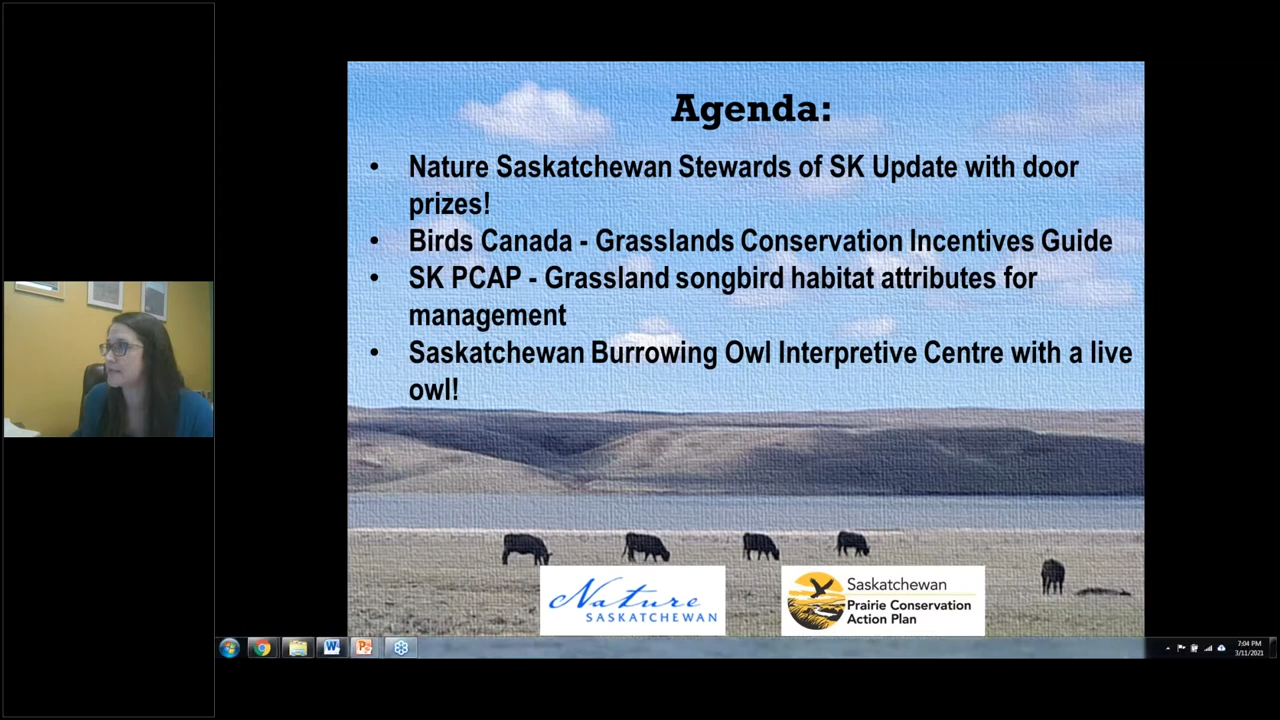 Agenda:
• Nature Saskatchewan Stewards of SK Update with door
prizes!
• Birds Canada - Grasslands Conservation Incentives Guide
• SK PCAP - Grassland songbird habitat attributes for
management
• Saskatchewan Burrowing Owl Interpretive Centre with a live
owl!
Nature
SASKATCHEWAN
Saskatchewan
Prairie Conservation
Action Plan
7:04 PM
3/11/2021